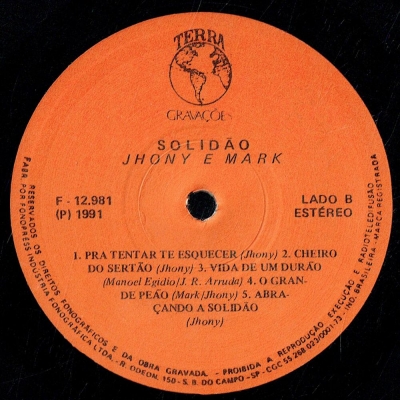 TERRA
GRAVAÇÕES
SOLIDÃO
JHONY E MARK
F - 12.981
(P) 1991
LADO B
ESTÉREO
1. PRA TENTAR TE ESQUECER (Jhony) 2. CHEIRO
DO SERTÃO (Jhony) 3. VIDA DE UM DURÃO
(Manoel Egidio/J. R. Arruda) 4. O GRAN-
DE PEÃO (Mark/Jhony) 5. ABRA-
ÇANDO A SOLIDÃO
(Jhony)
RESERVADOS OS DIREITOS FONOGRÁFICOS E DA OBRA GRAVADA. - PROIBIDA A REPRODUÇÃO, EXECUÇÃO E RADIOTELEDIFUSÃO
FABR. POR FONOPRESS INDÚSTRIA FONOGRÁFICA LTDA. - R. ODEON, 150 - S. B. DO CAMPO - SP - CGC 55.288.023/0001-73 - IND. BRASILEIRA - MARCA REGISTRADA